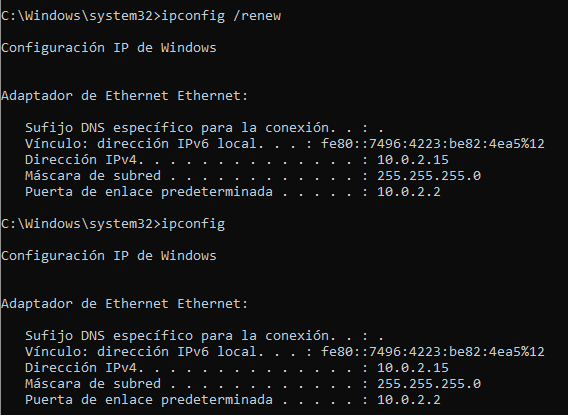 C:\Windows\system32>ipconfig /renew
Configuración IP de Windows
Adaptador de Ethernet Ethernet:
Sufijo DNS específico para la conexión. . : .
Vínculo: dirección IPv6 local. . . : fe80::7496:4223:be82:4ea5%12
Dirección IPv4. . . . . . . . . . . . . . : 10.0.2.15
Máscara de subred . . . . . . . . . . . . : 255.255.255.0
Puerta de enlace predeterminada . . . . . : 10.0.2.2
C:\Windows\system32>ipconfig
Configuración IP de Windows
Adaptador de Ethernet Ethernet:
Sufijo DNS específico para la conexión. . : .
Vínculo: dirección IPv6 local. . . : fe80::7496:4223:be82:4ea5%12
Dirección IPv4. . . . . . . . . . . . . . : 10.0.2.15
Máscara de subred . . . . . . . . . . . . : 255.255.255.0
Puerta de enlace predeterminada . . . . . : 10.0.2.2